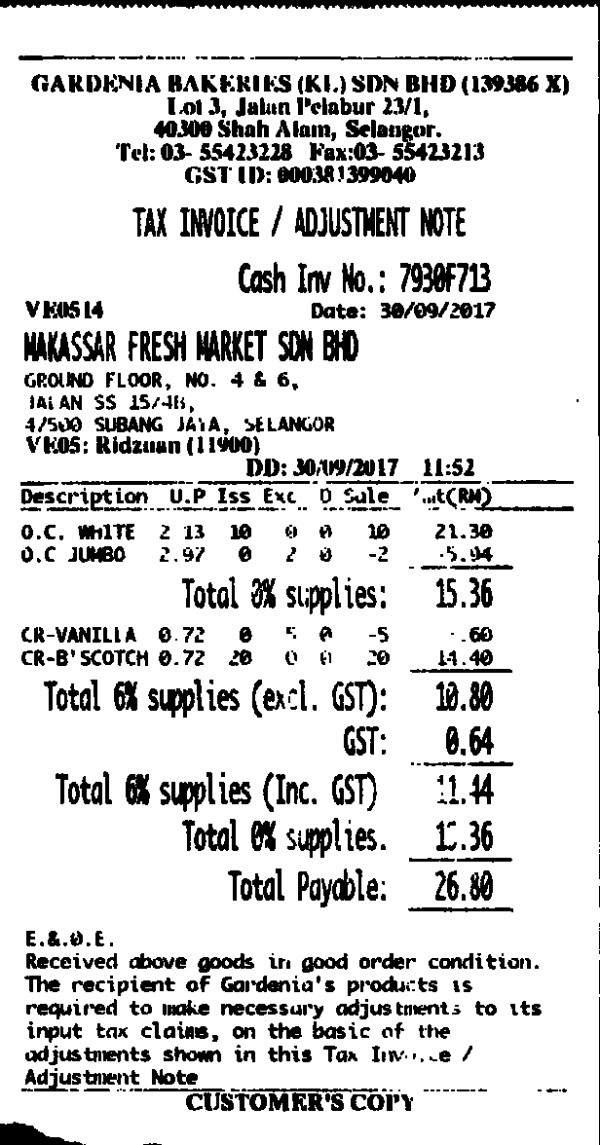 GARDENIA BAKERIES (KL) SDN BHD (139386 X)
Lot 3, Jalan Pelabur 23/1,
40300 Shah Alam, Selangor.
Tel: 03- 55423228 Fax:03- 55423213
GST ID: 000381399040
TAX INVOICE / ADJUSTMENT NOTE
Cash Inv No.: 7930F713
VE0514 Date: 30/09/2017
MAKASSAR FRESH MARKET SDN BHD
GROUND FLOOR, NO. 4 & 6,
JALAN SS 15/4B,
47500 SUBANG JAYA, SELANGOR
VE05: Ridzuan (11900)
DD: 30/09/2017 11:52
Description U.P Iss Exc D Sale
O.C. WHITE 2.13 10 0 0 10 21.30
O.C JUMBO 2.97 0 2 0 -2 -5.94
Total 0% supplies: 15.36
CR-VANILLA 0.72 0 5 0 -5
CR-B'SCOTCH 0.72 20 0 0 20 14.40
Total 6% supplies (excl. GST): 10.80
GST: 0.64
Total 6% supplies (Inc. GST) 11.44
Total 0% supplies.
Total Payable: 26.80
E.&.O.E.
Received above goods in good order condition.
The recipient of Gardenia's products is
required to make necessary adjustments to its
input tax claims, on the basic of the
adjustments shown in this Tax Invoice /
Adjustment Note
CUSTOMER'S COPY